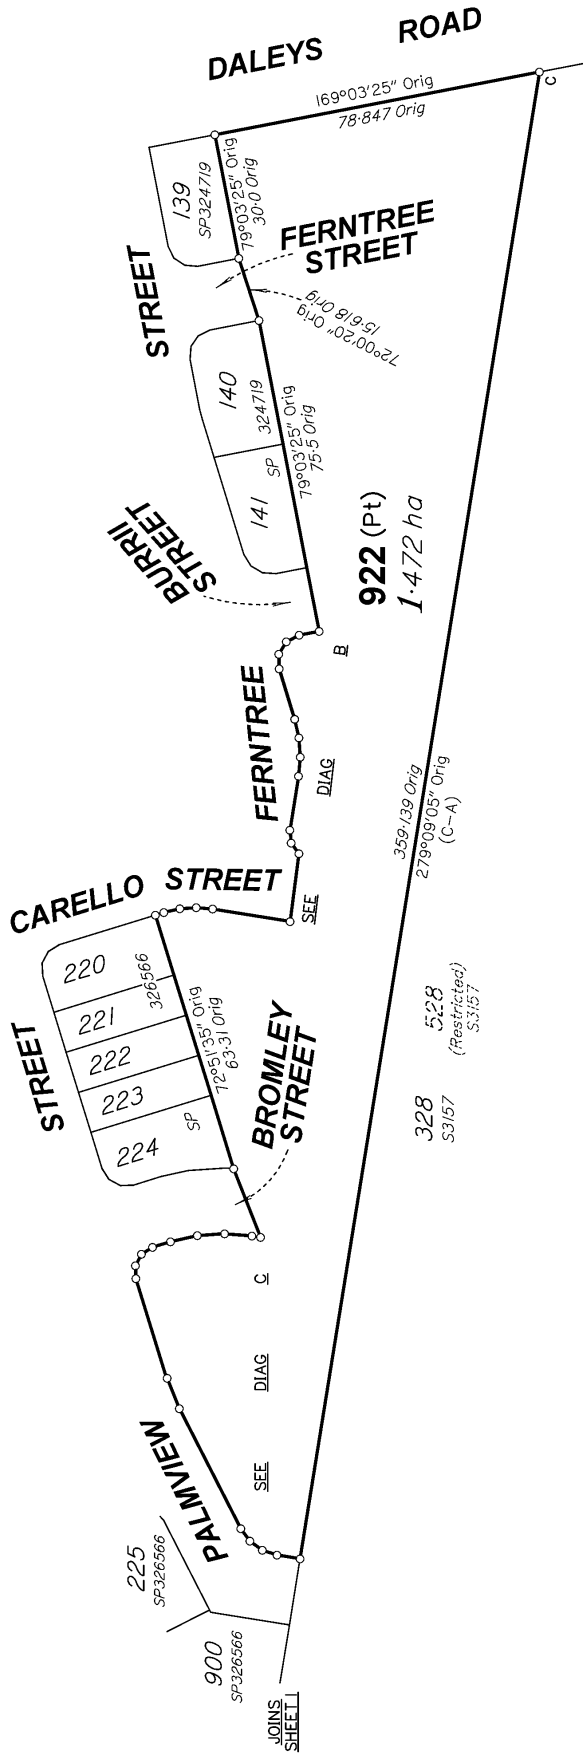 DALEYS ROAD
169°03'25" Orig
78·847 Orig
C
139
SP324719
79°03'25" Orig
30·0 Orig
FERNTREE
STREET
STREET
72°00'20" Orig
15·618 Orig
140
324719
SP
141
79°03'25" Orig
75·5 Orig
BURRII
STREET
922 (Pt)
1·472 ha
B
FERNTREE
DIAG
SEE
359·139 Orig
279°09'05" Orig
(C-A)
CARELLO STREET
220
326566
221
222
223
SP
224
STREET
72°51'35" Orig
63·31 Orig
BROMLEY
STREET
528
(Restricted)
S3157
328
S3157
C
DIAG
SEE
PALMVIEW
225
SP326566
900
SP326566
JOINS
SHEET 1